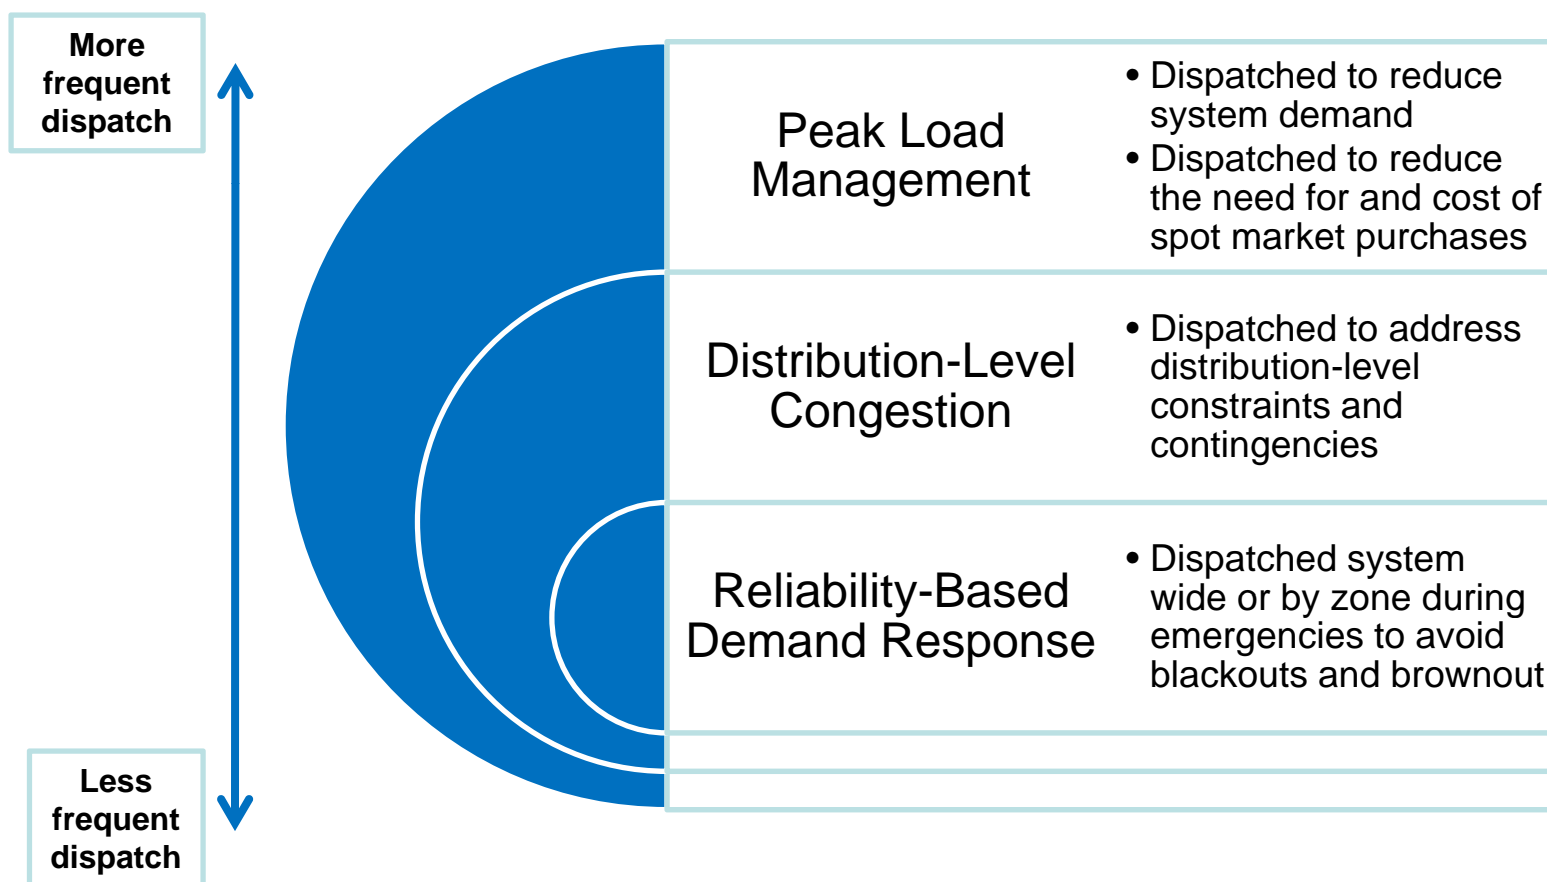 More
frequent
dispatch
Peak Load
Management
• Dispatched to reduce
system demand
• Dispatched to reduce
the need for and cost of
spot market purchases
Distribution-Level
Congestion
• Dispatched to address
distribution-level
constraints and
contingencies
Reliability-Based
Demand Response
• Dispatched system
wide or by zone during
emergencies to avoid
blackouts and brownout
Less
frequent
dispatch